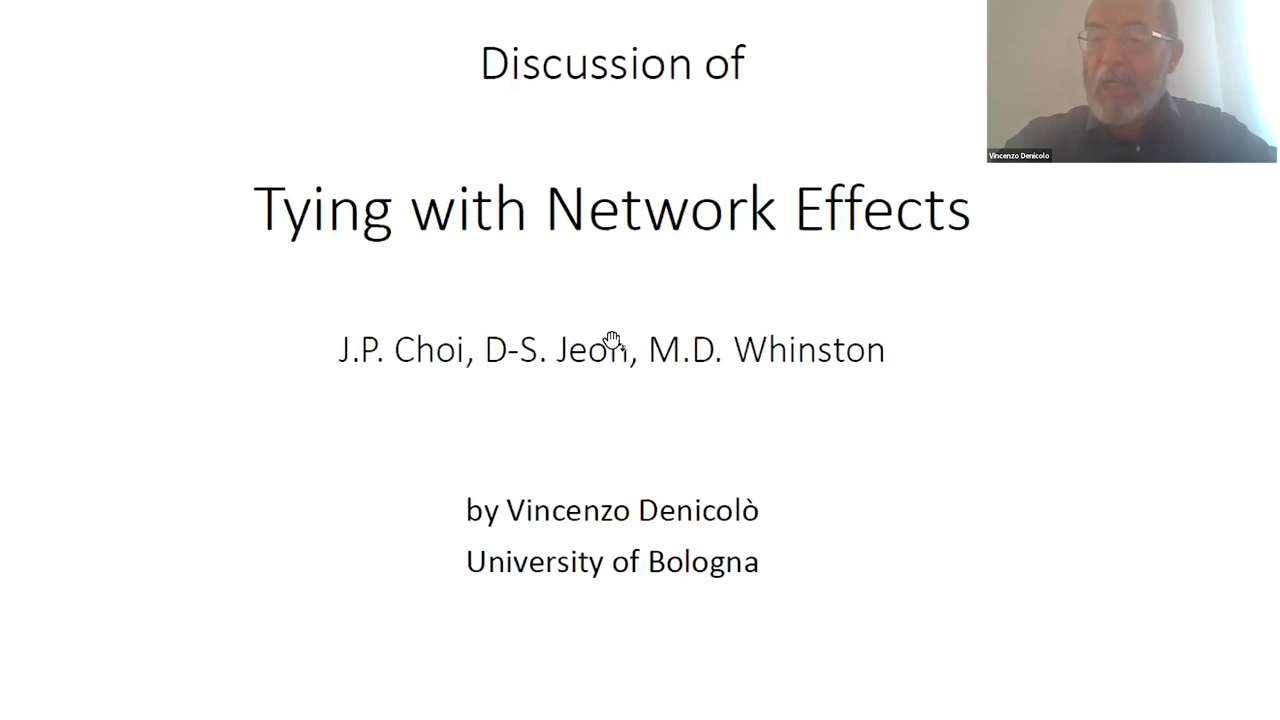 Discussion of
Vincenzo Denicolo
Tying with Network Effects
J.P. Choi, D-S. Jeon, M.D. Whinston
by Vincenzo Denicolò
University of Bologna